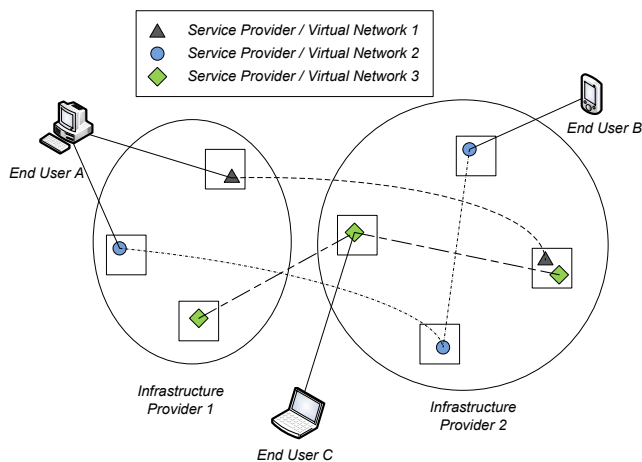 Service Provider / Virtual Network 1
Service Provider / Virtual Network 2
Service Provider / Virtual Network 3
End User A
End User B
Infrastructure
Provider 1
Infrastructure
Provider 2
End User C